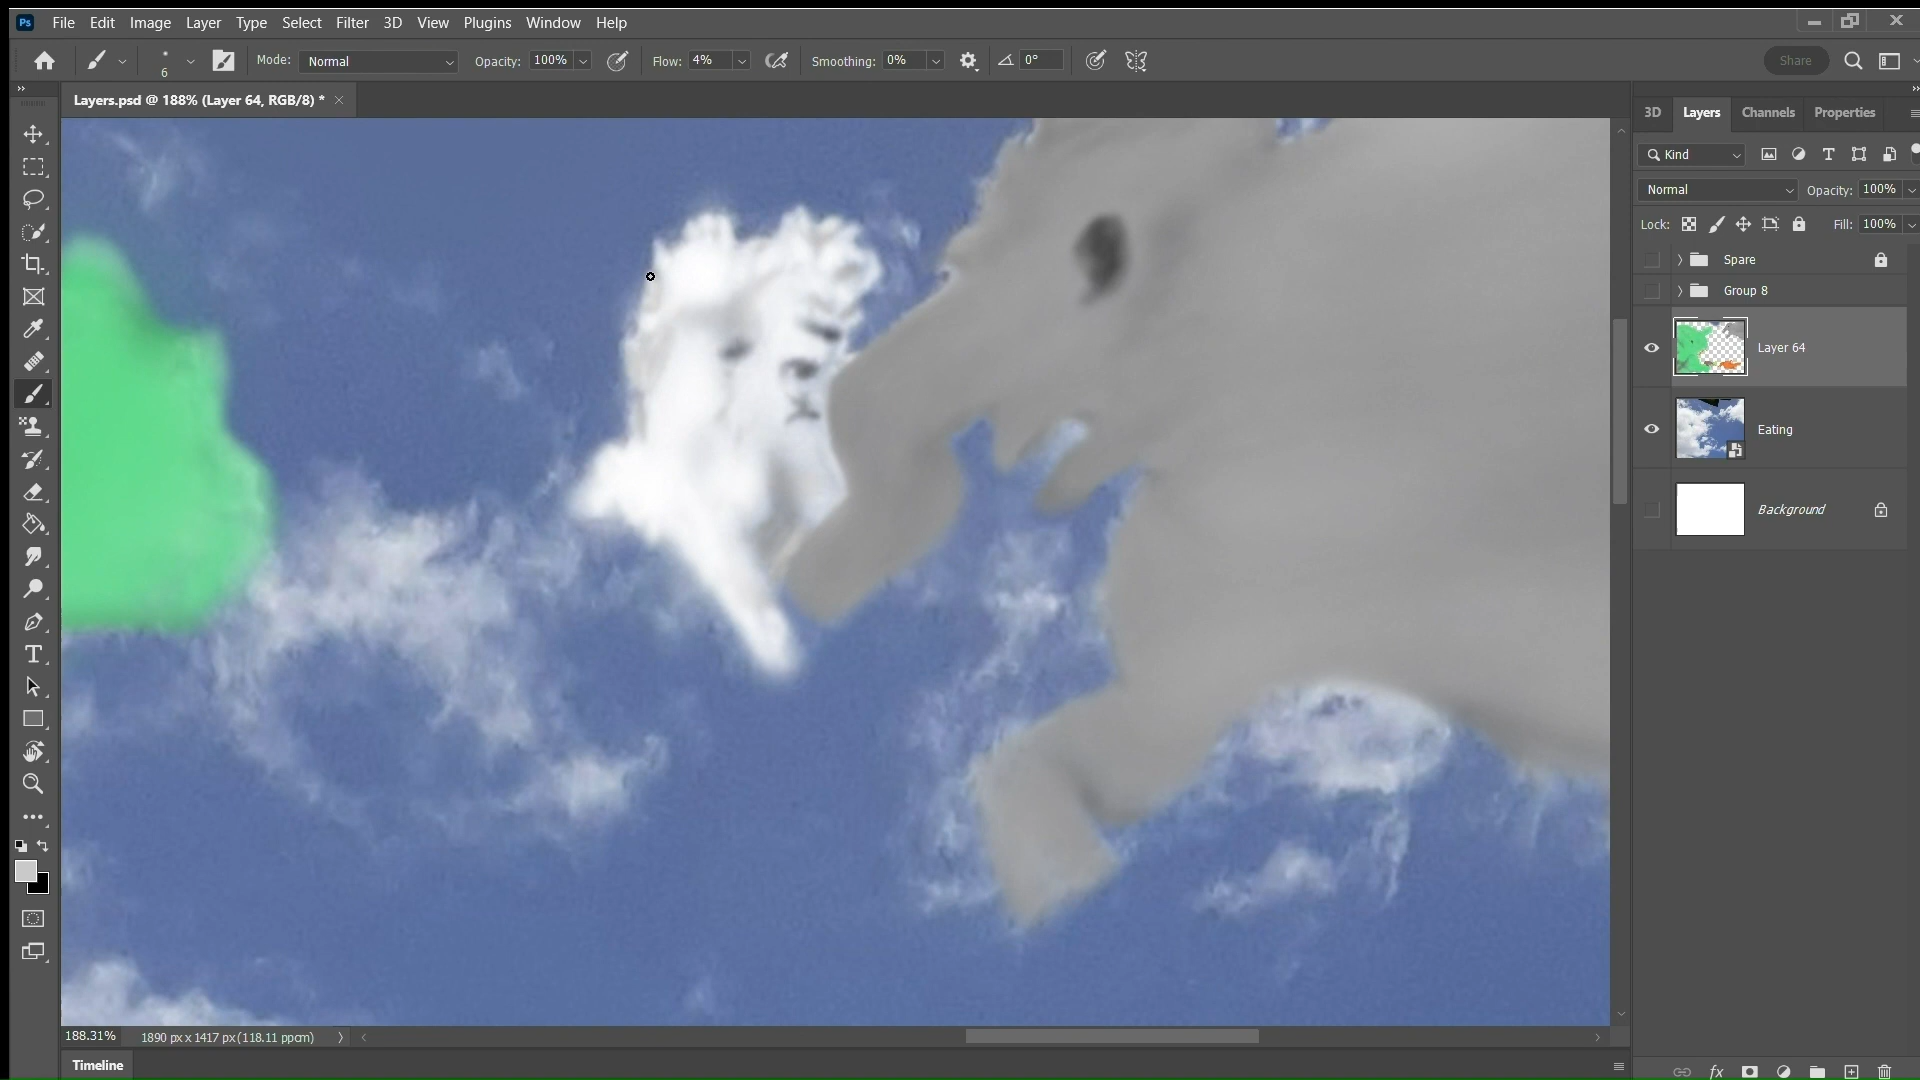 Ps File Edit Image Layer Type Select Filter 3D View Plugins Window Help
6 Mode: Normal Opacity: 100% Flow: 4% Smoothing: 0% 0° Share
Layers.psd @ 188% (Layer 64, RGB/8) *
3D Layers Channels Properties
Kind
Normal Opacity: 100%
Lock: Fill: 100%
Spare
Group 8
Layer 64
Eating
Background
188.31% 1890 px x 1417 px (118.11 ppcm)
Timeline
fx